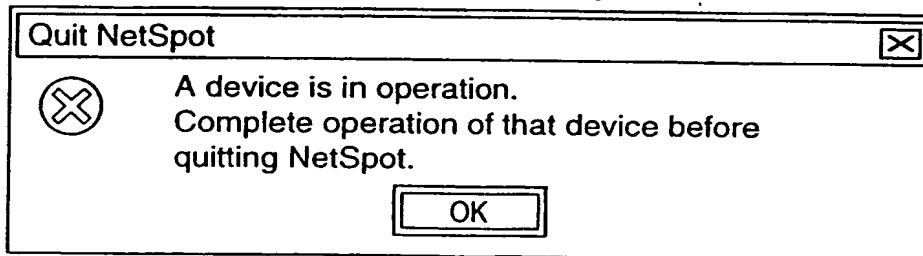 Quit NetSpot
A device is in operation.
Complete operation of that device before
quitting NetSpot.
OK